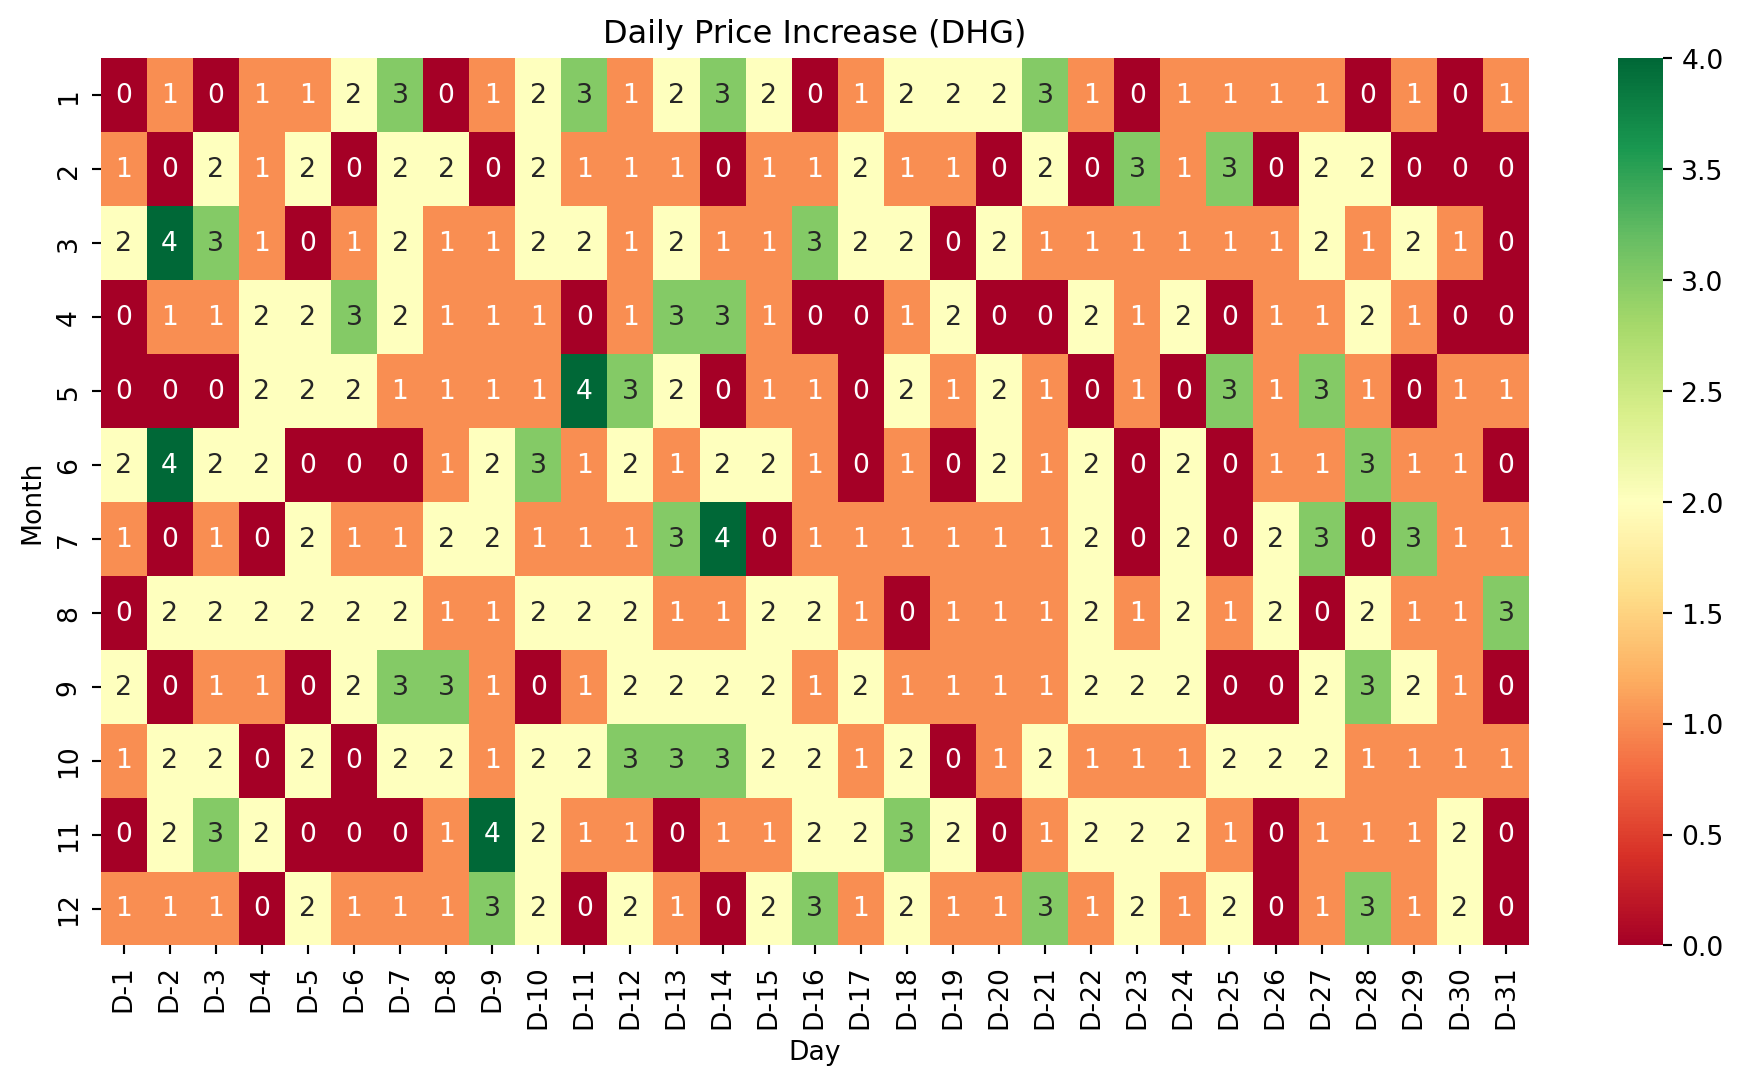 Daily Price Increase (DHG)
1 0 1 0 1 1 2 3 0 1 2 3 1 2 3 2 0 1 2 2 2 3 1 0 1 1 1 1 0 1 0 1
2 1 0 2 1 2 0 2 2 0 2 1 1 1 0 1 1 2 1 1 0 2 0 3 1 3 0 2 2 0 0 0
3 2 4 3 1 0 1 2 1 1 2 2 1 2 1 1 3 2 2 0 2 1 1 1 1 1 1 2 1 2 1 0
4 0 1 1 2 2 3 2 1 1 1 0 1 3 3 1 0 0 1 2 0 0 2 1 2 0 1 1 2 1 0 0
5 0 0 0 2 2 2 1 1 1 1 4 3 2 0 1 1 0 2 1 2 1 0 1 0 3 1 3 1 0 1 1
6 2 4 2 2 0 0 0 1 2 3 1 2 1 2 2 1 0 1 0 2 1 2 0 2 0 1 1 3 1 1 0
7 1 0 1 0 2 1 1 2 2 1 1 1 3 4 0 1 1 1 1 1 1 2 0 2 0 2 3 0 3 1 1
8 0 2 2 2 2 2 2 1 1 2 2 2 1 1 2 2 1 0 1 1 1 2 1 2 1 2 0 2 1 1 3
9 2 0 1 1 0 2 3 3 1 0 1 2 2 2 2 1 2 1 1 1 1 2 2 2 0 0 2 3 2 1 0
10 1 2 2 0 2 0 2 2 1 2 2 3 3 3 2 2 1 2 0 1 2 1 1 1 2 2 2 1 1 1 1
11 0 2 3 2 0 0 0 1 4 2 1 1 0 1 1 2 2 3 2 0 1 2 2 2 1 0 1 1 1 2 0
12 1 1 1 0 2 1 1 1 3 2 0 2 1 0 2 3 1 2 1 1 3 1 2 1 2 0 1 3 1 2 0
Month
D-1 D-2 D-3 D-4 D-5 D-6 D-7 D-8 D-9 D-10 D-11 D-12 D-13 D-14 D-15 D-16 D-17 D-18 D-19 D-20 D-21 D-22 D-23 D-24 D-25 D-26 D-27 D-28 D-29 D-30 D-31
Day
4.0
3.5
3.0
2.5
2.0
1.5
1.0
0.5
0.0